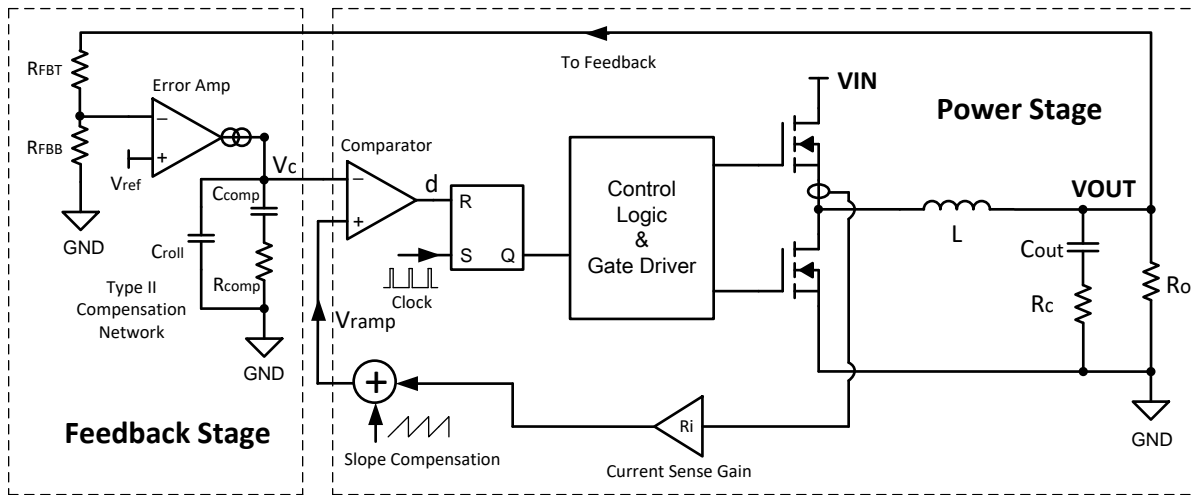 To Feedback
RFBT
Error Amp
VIN
Power Stage
RFBB
Vref
Comparator
Vc
Ccomp
d
R
S
Q
Control
Logic
&
Gate Driver
VOUT
L
GND
Croll
Rcomp
Cout
Ro
Rc
Type II
Compensation
Network
Clock
Vramp
GND
Feedback Stage
Slope Compensation
Ri
Current Sense Gain
GND